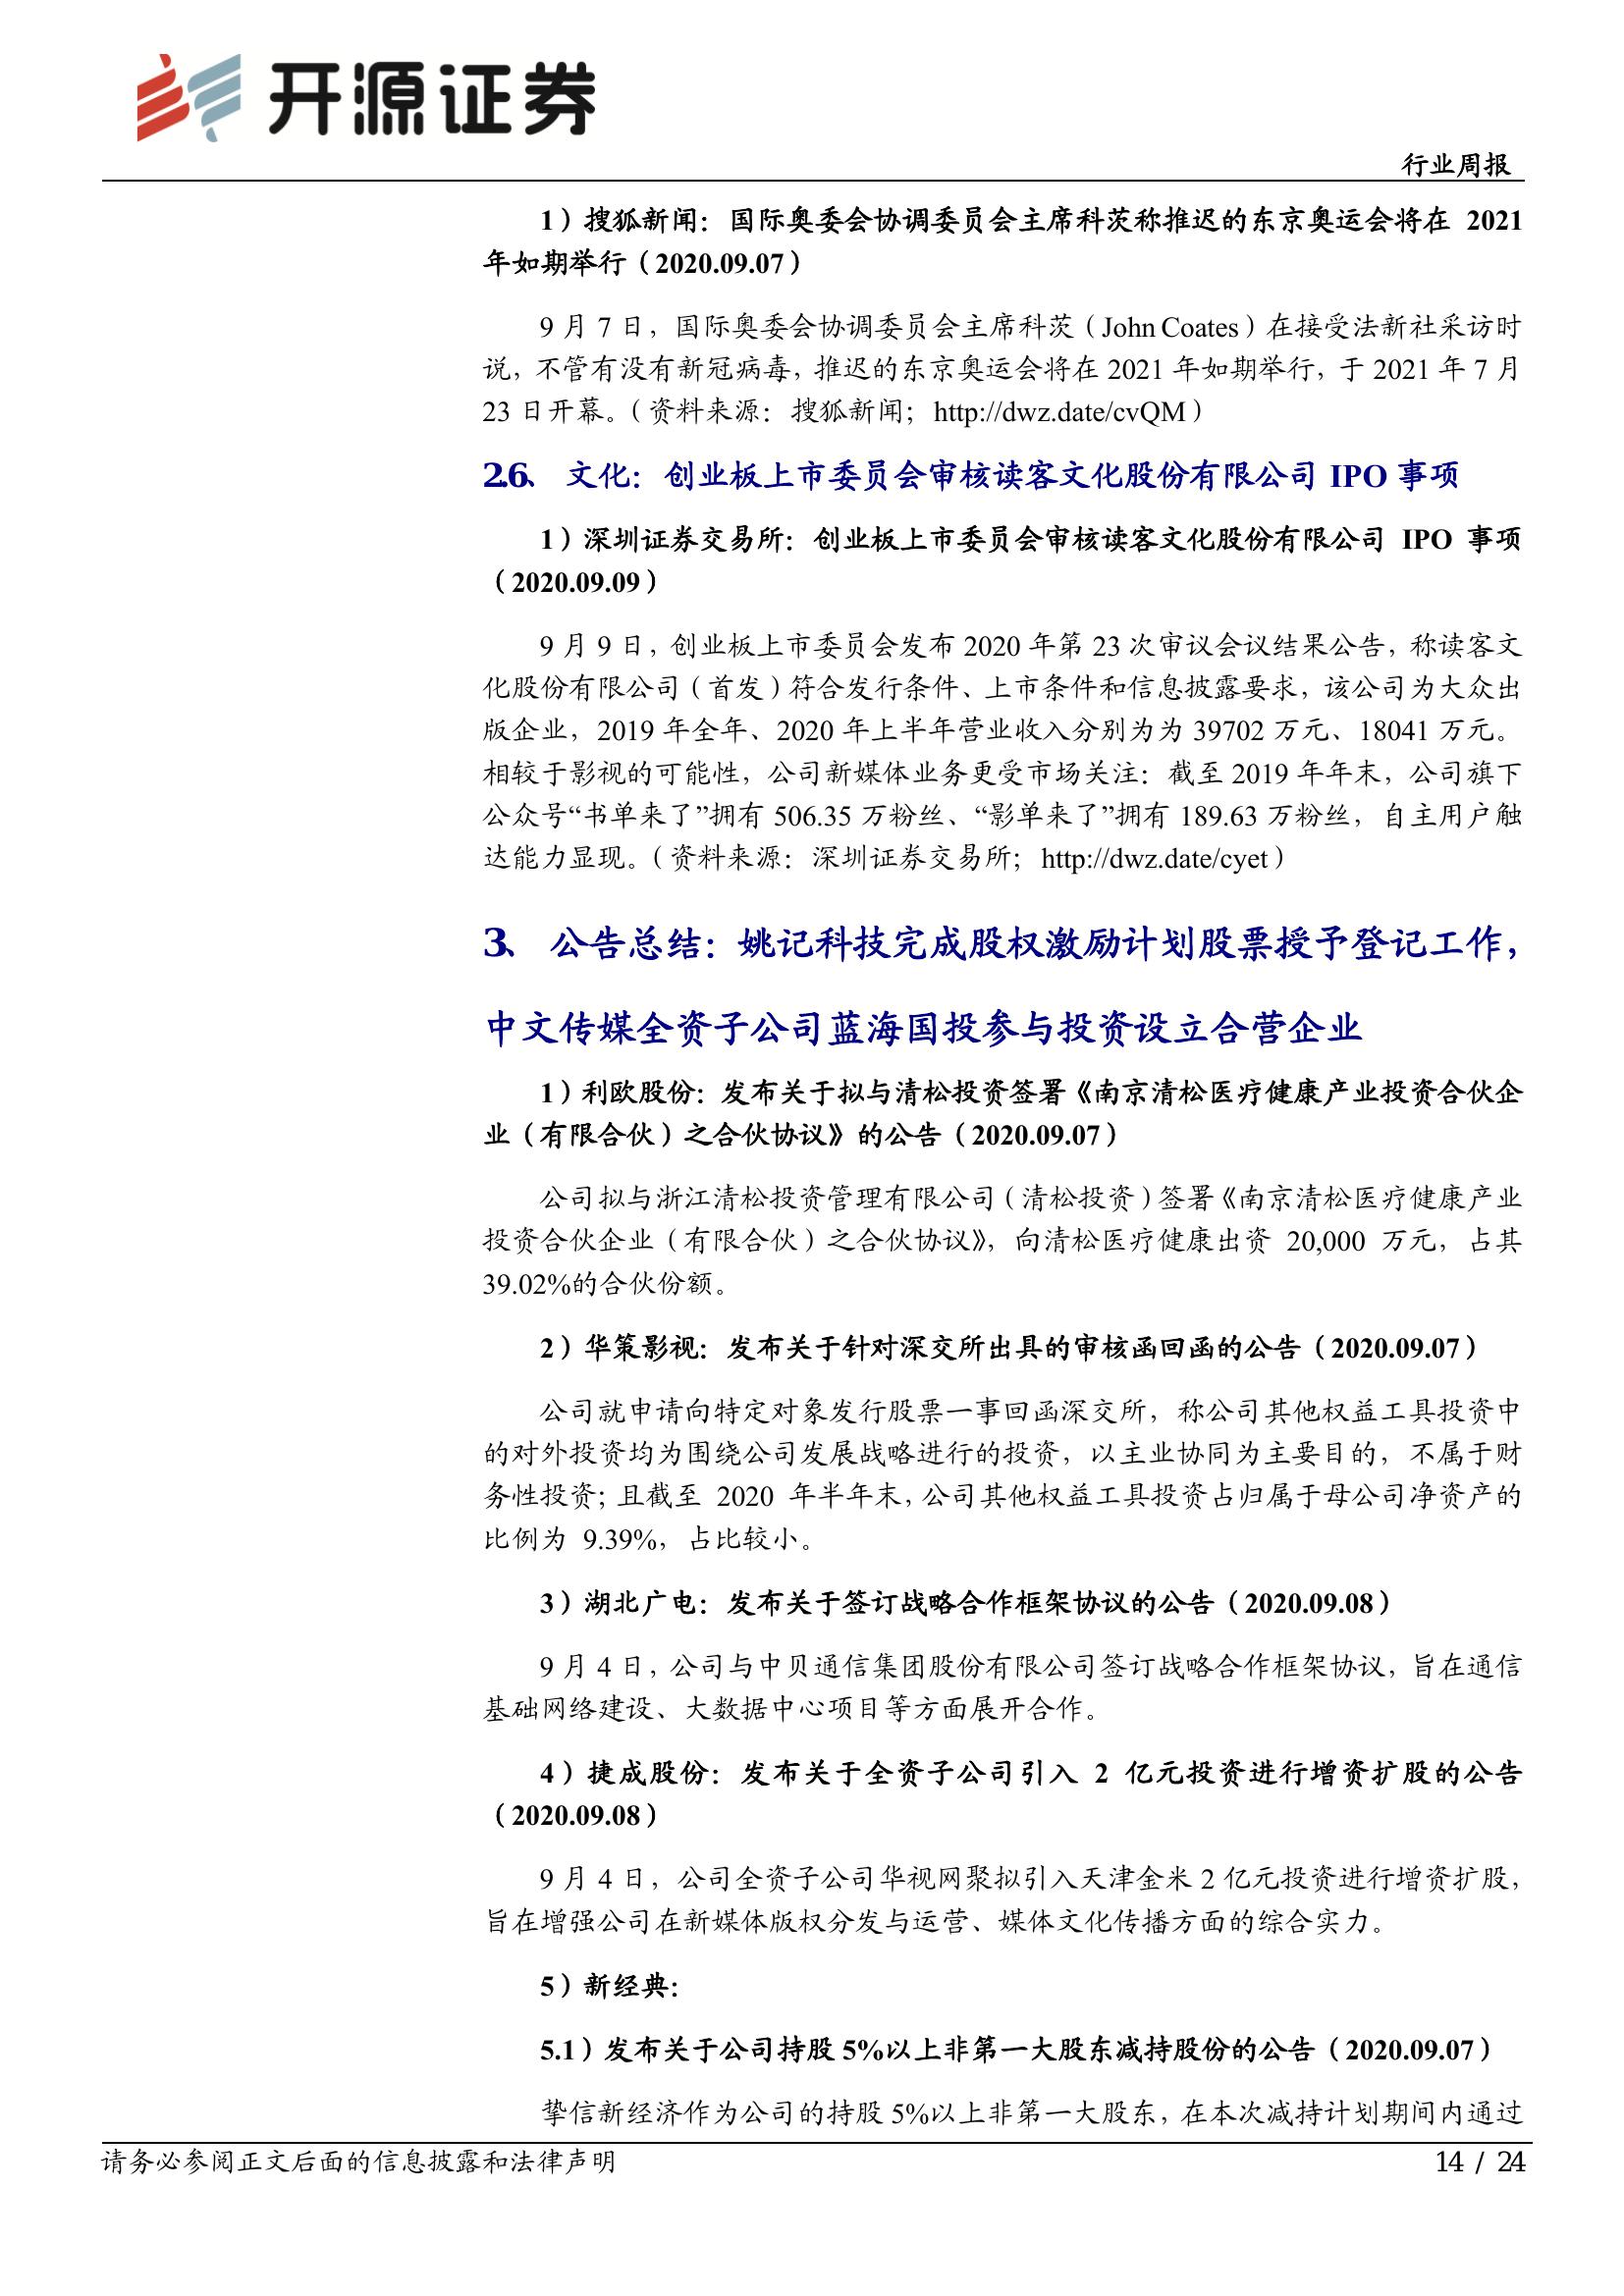 开源证券
行业周报
1）搜狐新闻：国际奥委会协调委员会主席科茨称推迟的东京奥运会将在 2021
年如期举行（2020.09.07）
9 月 7 日，国际奥委会协调委员会主席科茨（John Coates）在接受法新社采访时
说，不管有没有新冠病毒，推迟的东京奥运会将在 2021 年如期举行，于 2021 年 7 月
23 日开幕。（资料来源：搜狐新闻；http://dwz.date/cvQM）
2.6、 文化：创业板上市委员会审核读客文化股份有限公司 IPO 事项
1）深圳证券交易所：创业板上市委员会审核读客文化股份有限公司 IPO 事项
（2020.09.09）
9 月 9 日，创业板上市委员会发布 2020 年第 23 次审议会议结果公告，称读客文
化股份有限公司（首发）符合发行条件、上市条件和信息披露要求，该公司为大众出
版企业，2019 年全年、2020 年上半年营业收入分别为为 39702 万元、18041 万元。
相较于影视的可能性，公司新媒体业务更受市场关注：截至 2019 年年末，公司旗下
公众号“书单来了”拥有 506.35 万粉丝、“影单来了”拥有 189.63 万粉丝，自主用户触
达能力显现。（资料来源：深圳证券交易所；http://dwz.date/cyet）
3、 公告总结：姚记科技完成股权激励计划股票授予登记工作，
中文传媒全资子公司蓝海国投参与投资设立合营企业
1）利欧股份：发布关于拟与清松投资签署《南京清松医疗健康产业投资合伙企
业（有限合伙）之合伙协议》的公告（2020.09.07）
公司拟与浙江清松投资管理有限公司（清松投资）签署《南京清松医疗健康产业
投资合伙企业（有限合伙）之合伙协议》，向清松医疗健康出资 20,000 万元，占其
39.02%的合伙份额。
2）华策影视：发布关于针对深交所出具的审核函回函的公告（2020.09.07）
公司就申请向特定对象发行股票一事回函深交所，称公司其他权益工具投资中
的对外投资均为围绕公司发展战略进行的投资，以主业协同为主要目的，不属于财
务性投资；且截至 2020 年半年末，公司其他权益工具投资占归属于母公司净资产的
比例为 9.39%，占比较小。
3）湖北广电：发布关于签订战略合作框架协议的公告（2020.09.08）
9 月 4 日，公司与中贝通信集团股份有限公司签订战略合作框架协议，旨在通信
基础网络建设、大数据中心项目等方面展开合作。
4）捷成股份：发布关于全资子公司引入 2 亿元投资进行增资扩股的公告
（2020.09.08）
9 月 4 日，公司全资子公司华视网聚拟引入天津金米 2 亿元投资进行增资扩股，
旨在增强公司在新媒体版权分发与运营、媒体文化传播方面的综合实力。
5）新经典：
5.1）发布关于公司持股 5%以上非第一大股东减持股份的公告（2020.09.07）
挚信新经济作为公司的持股 5%以上非第一大股东，在本次减持计划期间内通过
请务必参阅正文后面的信息披露和法律声明
14 / 24